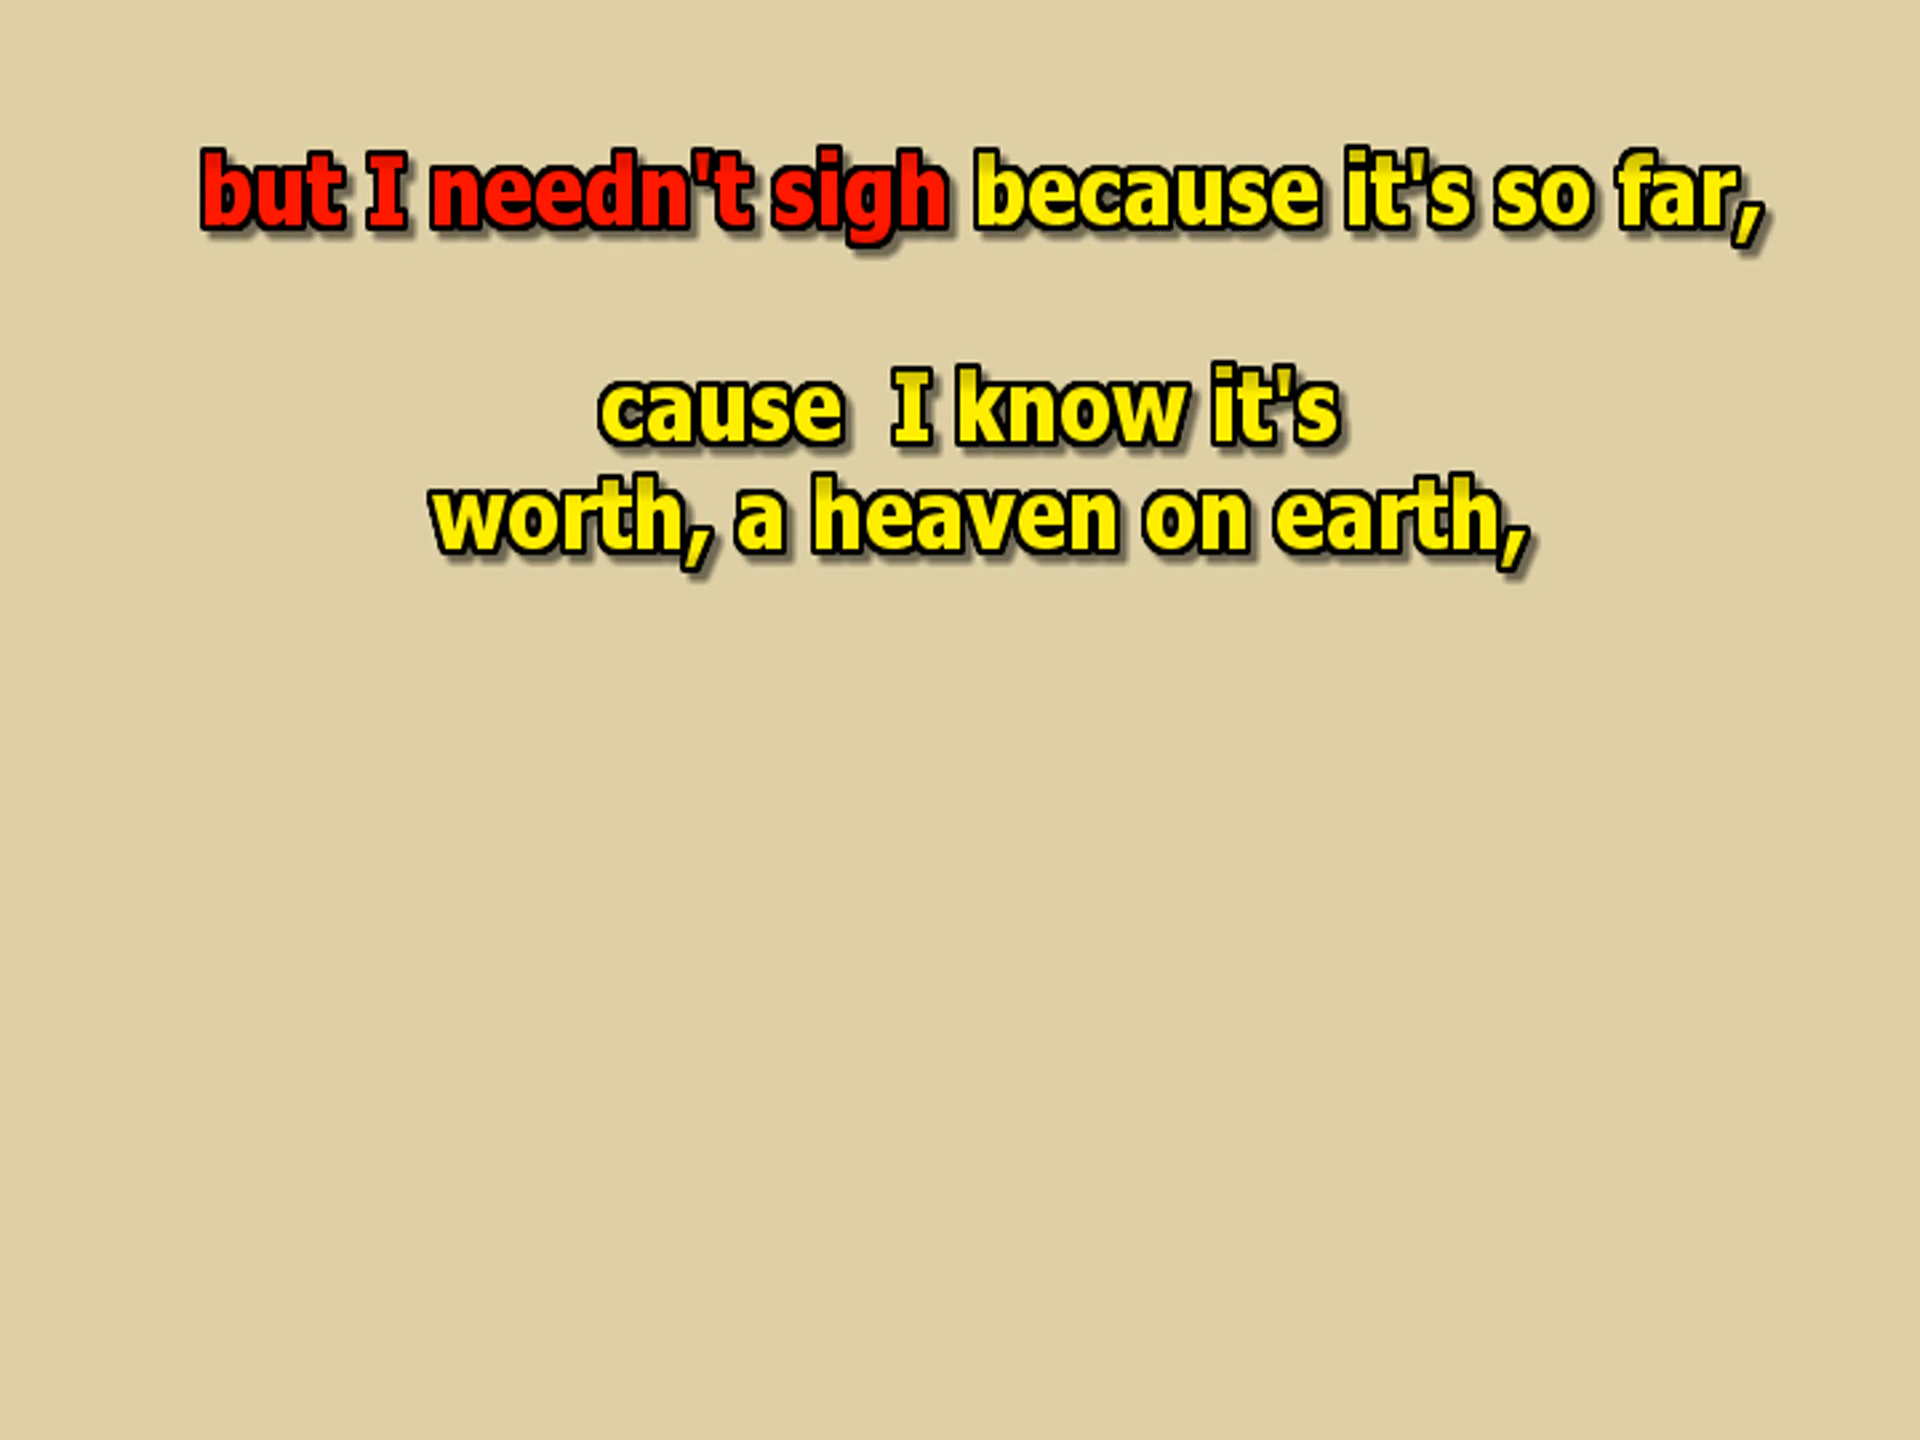 but I needn't sigh because it's so far,
cause  I know it's
worth, a heaven on earth,